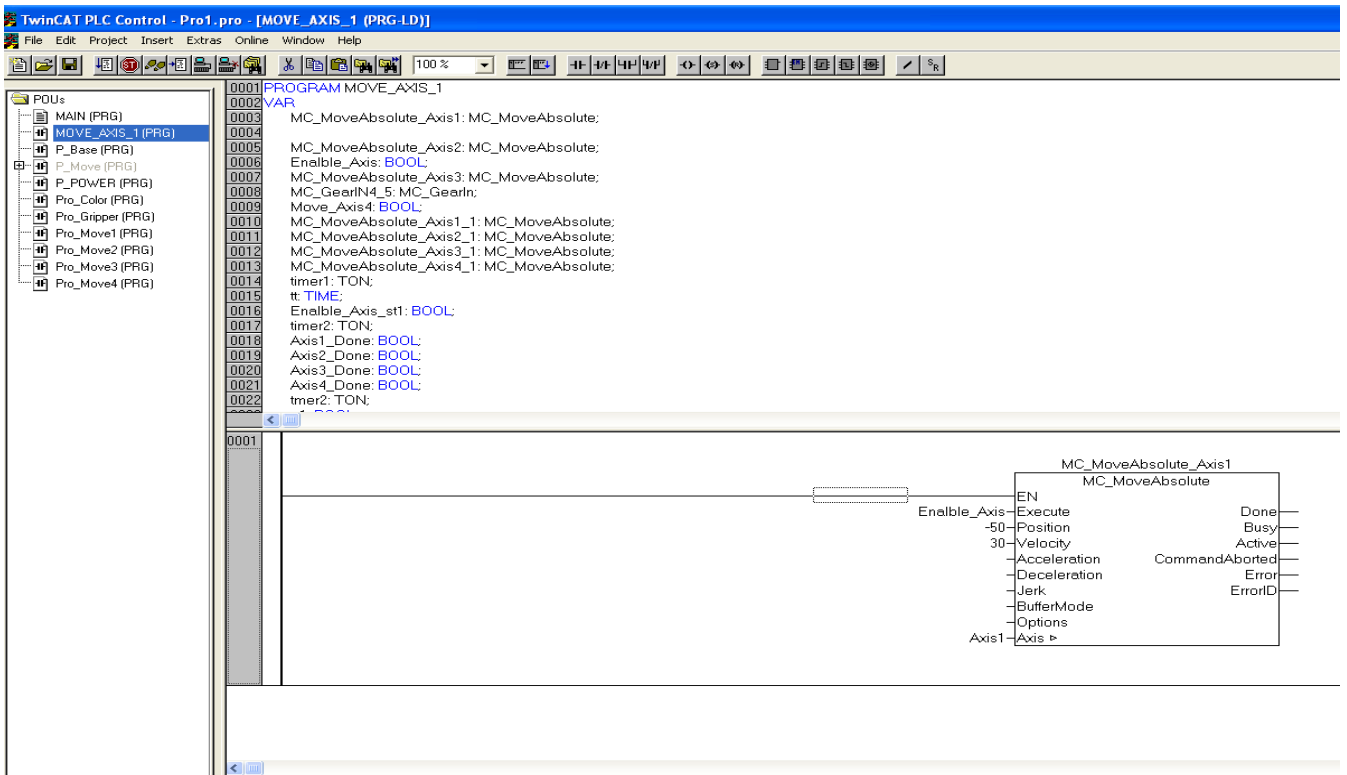 TwinCAT PLC Control - Pro1.pro - [MOVE_AXIS_1 (PRG-LD)]
File Edit Project Insert Extras Online Window Help
100 %
POUs
MAIN (PRG)
MOVE_AXIS_1 (PRG)
P_Base (PRG)
P_Move (PRG)
P_POWER (PRG)
Pro_Color (PRG)
Pro_Gripper (PRG)
Pro_Move1 (PRG)
Pro_Move2 (PRG)
Pro_Move3 (PRG)
Pro_Move4 (PRG)
0001 PROGRAM MOVE_AXIS_1
0002 VAR
0003 MC_MoveAbsolute_Axis1: MC_MoveAbsolute;
0004
0005 MC_MoveAbsolute_Axis2: MC_MoveAbsolute;
0006 Enalble_Axis: BOOL;
0007 MC_MoveAbsolute_Axis3: MC_MoveAbsolute;
0008 MC_GearIN4_5: MC_GearIn;
0009 Move_Axis4: BOOL;
0010 MC_MoveAbsolute_Axis1_1: MC_MoveAbsolute;
0011 MC_MoveAbsolute_Axis2_1: MC_MoveAbsolute;
0012 MC_MoveAbsolute_Axis3_1: MC_MoveAbsolute;
0013 MC_MoveAbsolute_Axis4_1: MC_MoveAbsolute;
0014 timer1: TON;
0015 tt: TIME;
0016 Enalble_Axis_st1: BOOL;
0017 timer2: TON;
0018 Axis1_Done: BOOL;
0019 Axis2_Done: BOOL;
0020 Axis3_Done: BOOL;
0021 Axis4_Done: BOOL;
0022 tmer2: TON;
0001
MC_MoveAbsolute_Axis1
MC_MoveAbsolute
EN
Enalble_Axis Execute Done
-50 Position Busy
30 Velocity Active
Acceleration CommandAborted
Deceleration Error
Jerk ErrorID
BufferMode
Options
Axis1 Axis